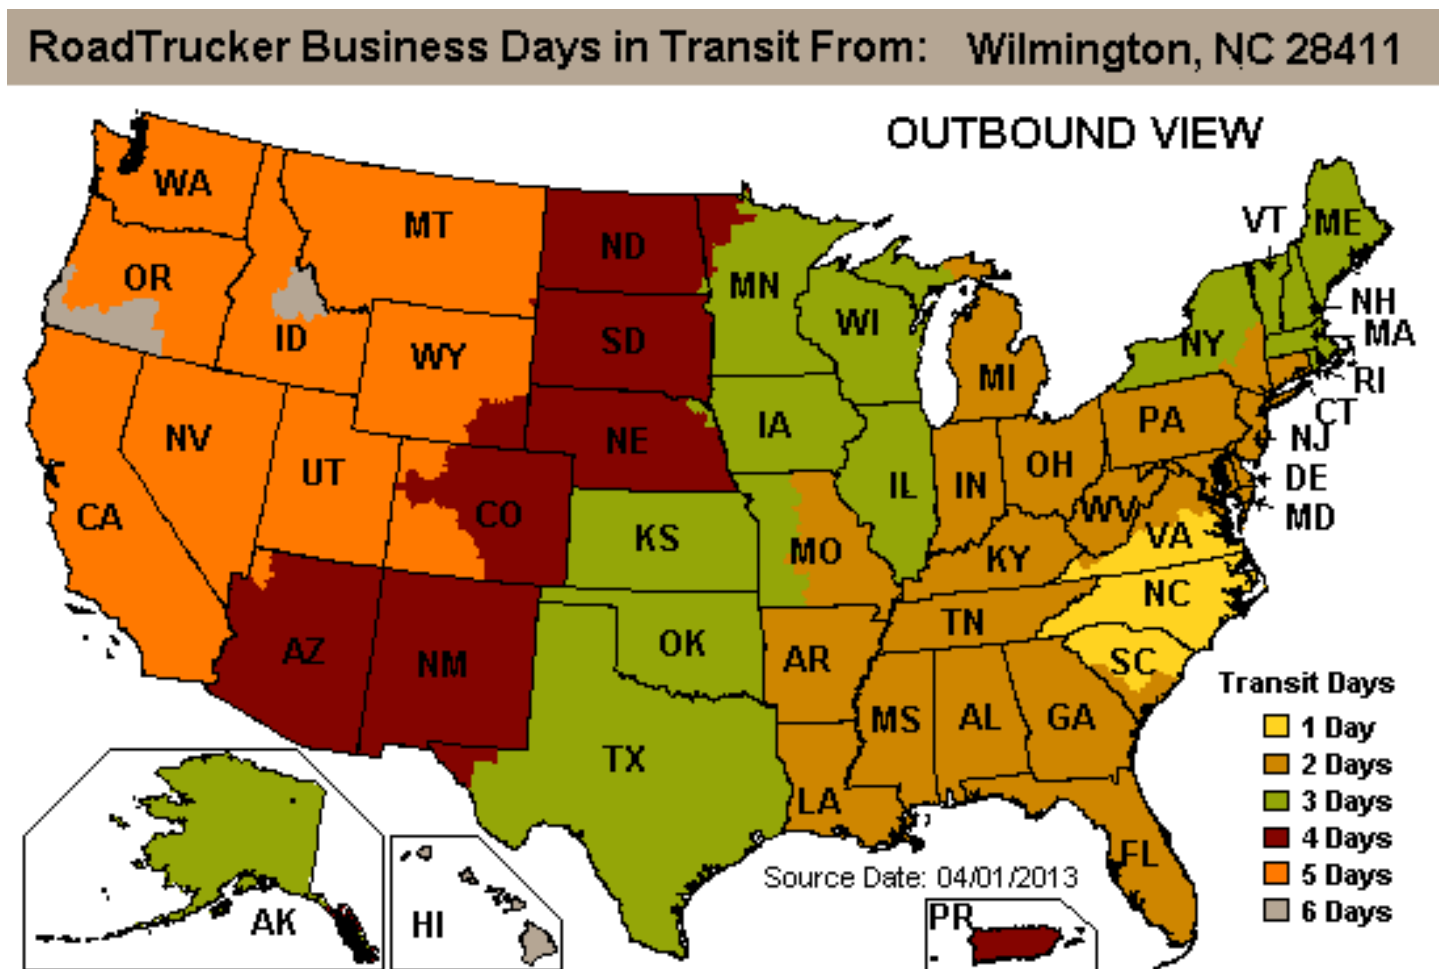 RoadTrucker Business Days in Transit From: Wilmington, NC 28411
OUTBOUND VIEW
WA
MT
ND
MN
VT
ME
OR
ID
WY
SD
WI
MI
NY
NH
MA
RI
CT
NV
UT
NE
IA
PA
NJ
CA
CO
KS
IL
IN
OH
WV
DE
MD
MO
KY
VA
NC
AZ
NM
OK
AR
TN
SC
TX
MS
AL
GA
LA
FL
AK
HI
PR
Transit Days
1 Day
2 Days
3 Days
4 Days
5 Days
6 Days
Source Date: 04/01/2013